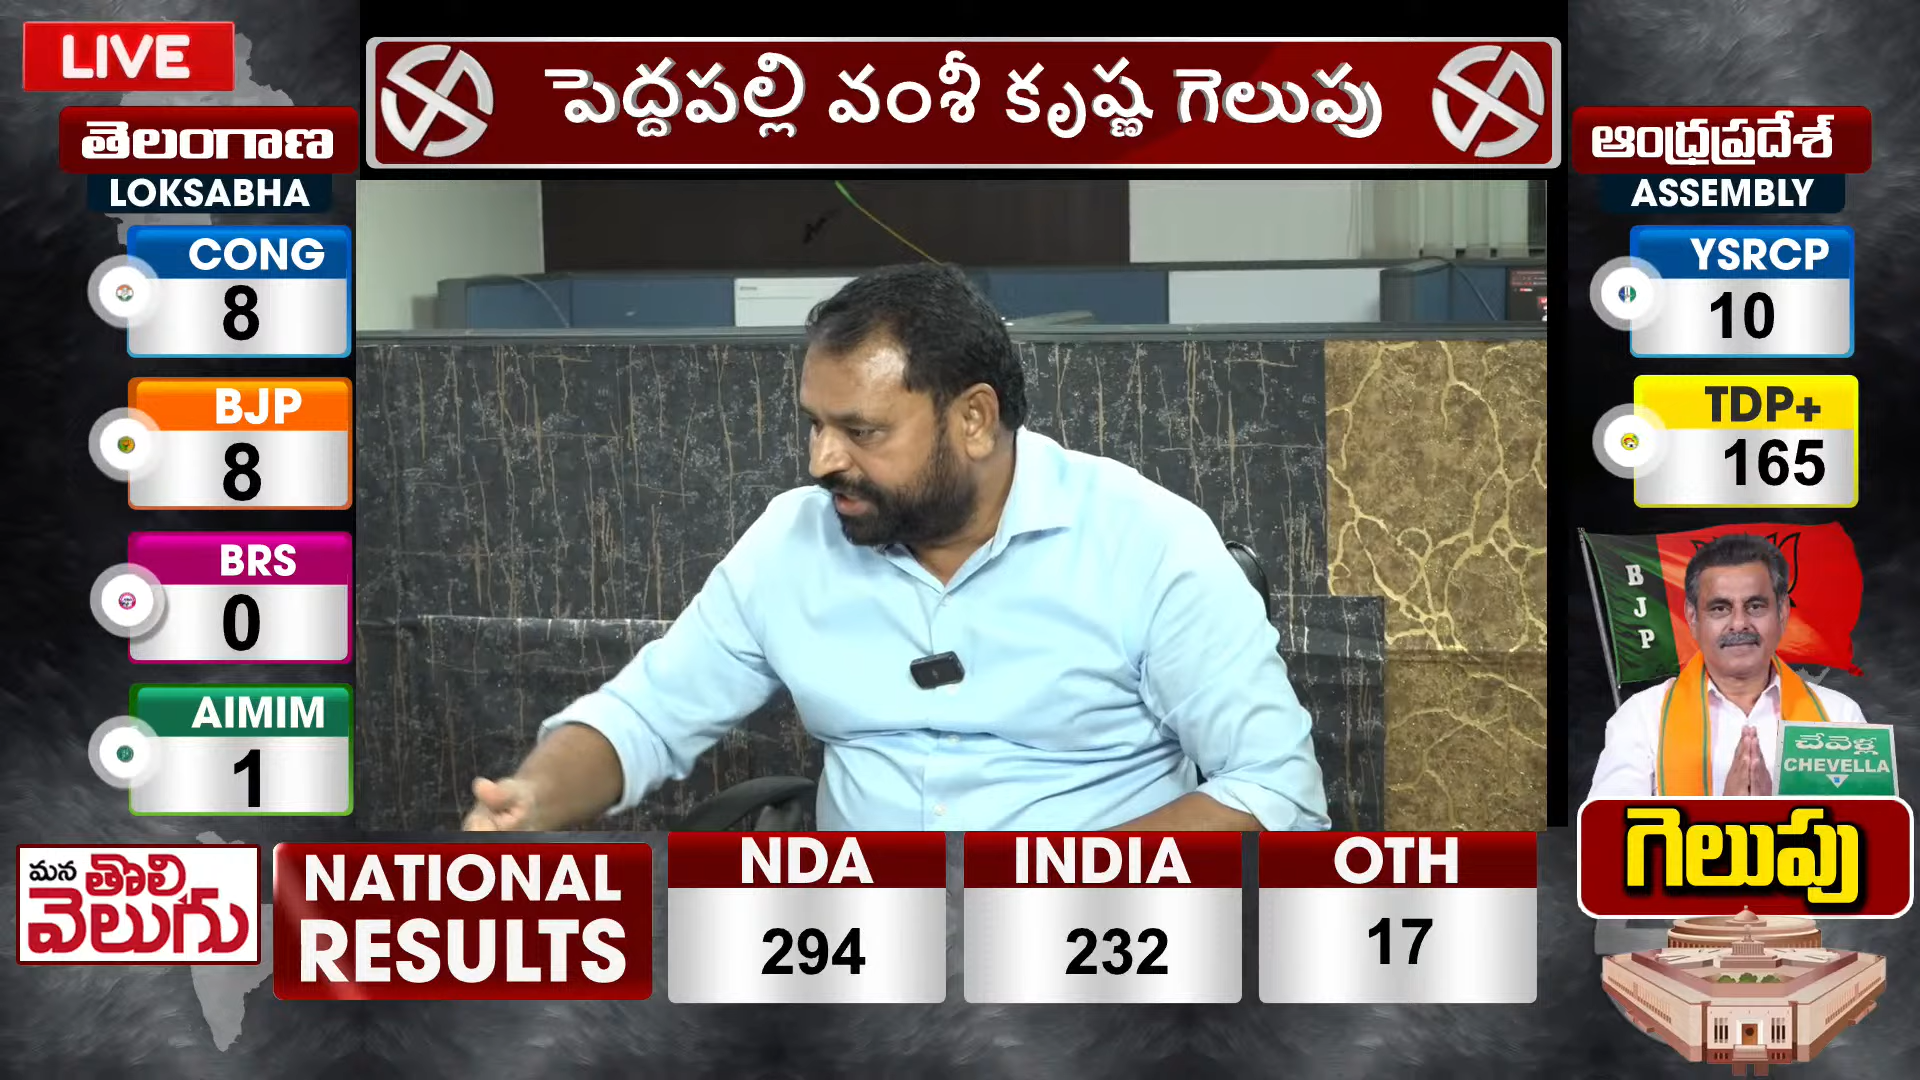 LIVE
పెద్దపల్లి వంశీ కృష్ణ గెలుపు
తెలంగాణ
LOKSABHA
CONG
8
BJP
8
BRS
0
AIMIM
1
ఆంధ్రప్రదేశ్
ASSEMBLY
YSRCP
10
TDP+
165
BJP
చేవెళ్ల
CHEVELLA
గెలుపు
మన తొలి
వెలుగు
NATIONAL
RESULTS
NDA
294
INDIA
232
OTH
17